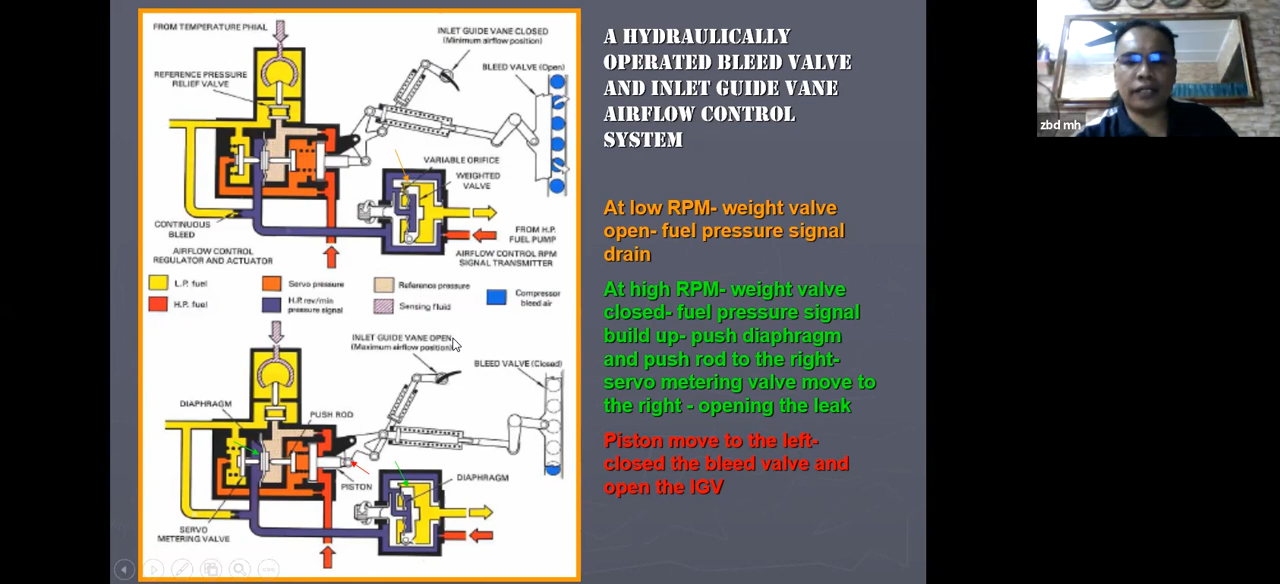 FROM TEMPERATURE PHIAL
INLET GUIDE VANE CLOSED
(Minimum airflow position)
BLEED VALVE (Open)
REFERENCE PRESSURE
RELIEF VALVE
VARIABLE ORIFICE
WEIGHTED
VALVE
CONTINUOUS
BLEED
FROM H.P.
FUEL PUMP
AIRFLOW CONTROL
REGULATOR AND ACTUATOR
AIRFLOW CONTROL RPM
SIGNAL TRANSMITTER
L.P. fuel
Servo pressure
Reference pressure
Compressor
bleed air
H.P. fuel
H.P. rev/min
pressure signal
Sensing fluid
INLET GUIDE VANE OPEN
(Maximum airflow position)
BLEED VALVE (Closed)
DIAPHRAGM
PUSH ROD
PISTON
DIAPHRAGM
SERVO
METERING VALVE
A HYDRAULICALLY
OPERATED BLEED VALVE
AND INLET GUIDE VANE
AIRFLOW CONTROL
SYSTEM
At low RPM- weight valve
open- fuel pressure signal
drain
At high RPM- weight valve
closed- fuel pressure signal
build up- push diaphragm
and push rod to the right-
servo metering valve move to
the right - opening the leak
Piston move to the left-
closed the bleed valve and
open the IGV
zbd mh